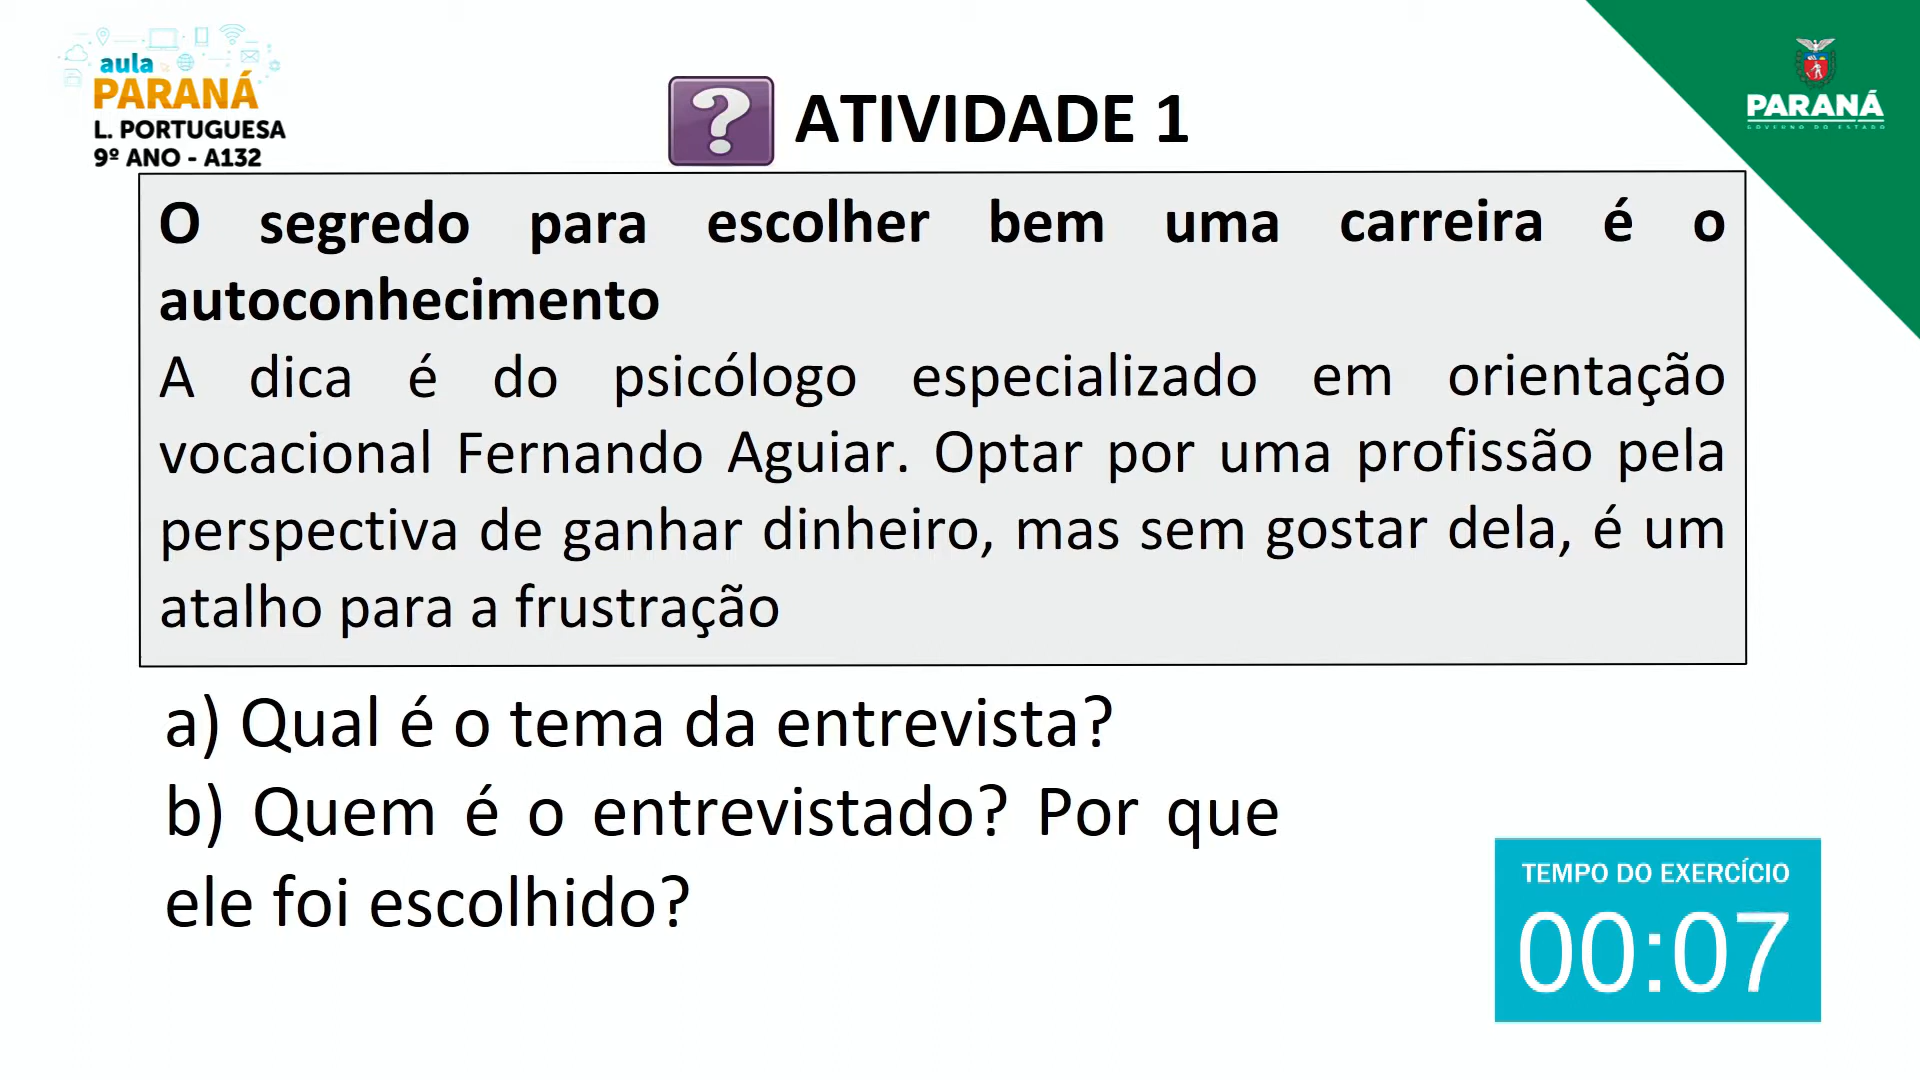 aula
PARANÁ
L. PORTUGUESA
9º ANO - A132
ATIVIDADE 1
PARANÁ
GOVERNO DO ESTADO
O segredo para escolher bem uma carreira é o
autoconhecimento
A dica é do psicólogo especializado em orientação
vocacional Fernando Aguiar. Optar por uma profissão pela
perspectiva de ganhar dinheiro, mas sem gostar dela, é um
atalho para a frustração
a) Qual é o tema da entrevista?
b) Quem é o entrevistado? Por que
ele foi escolhido?
TEMPO DO EXERCÍCIO
00:07